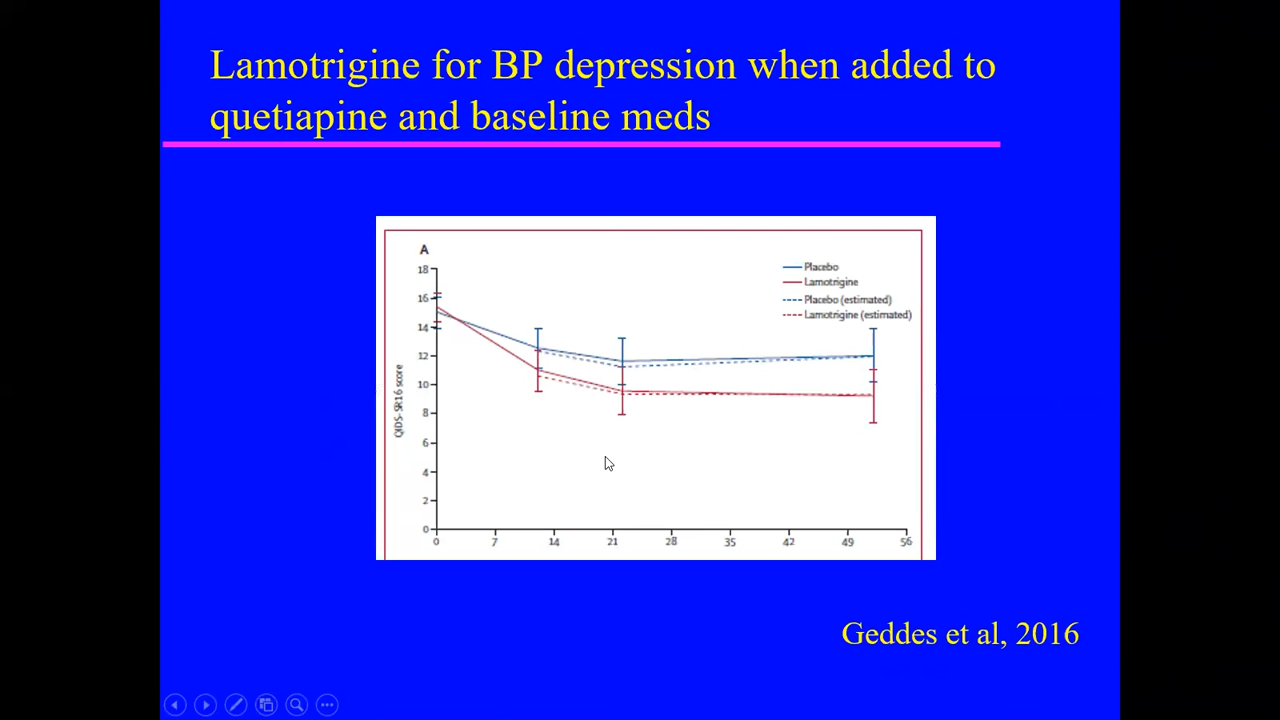 Lamotrigine for BP depression when added to
quetiapine and baseline meds
A
18
16
14
12
10
8
6
4
2
0
QIDS-SR16 score
Placebo
Lamotrigine
Placebo (estimated)
Lamotrigine (estimated)
0 7 14 21 28 35 42 49 56
Geddes et al, 2016